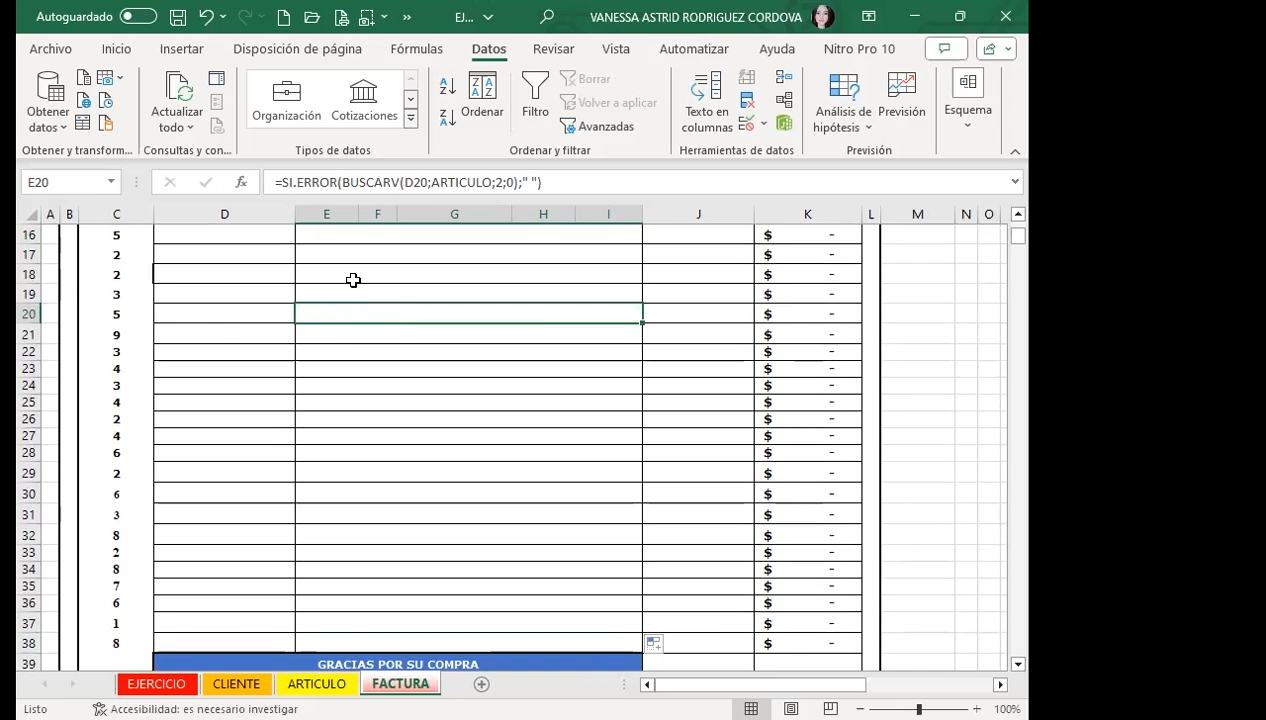 Autoguardado EJ... VANESSA ASTRID RODRIGUEZ CORDOVA
Archivo Inicio Insertar Disposición de página Fórmulas Datos Revisar Vista Automatizar Ayuda Nitro Pro 10
Obtener datos
Actualizar todo
Organización Cotizaciones
Ordenar
Filtro
Borrar
Volver a aplicar
Avanzadas
Texto en columnas
Análisis de hipótesis
Previsión
Esquema
Obtener y transform... Consultas y con... Tipos de datos Ordenar y filtrar Herramientas de datos
E20 fx =SI.ERROR(BUSCARV(D20;ARTICULO;2;0);" ")
A B C D E F G H I J K L M N O
16 5 $ -
17 2 $ -
18 2 $ -
19 3 $ -
20 5 $ -
21 9 $ -
22 3 $ -
23 4 $ -
24 3 $ -
25 4 $ -
26 2 $ -
27 4 $ -
28 6 $ -
29 2 $ -
30 6 $ -
31 3 $ -
32 8 $ -
33 2 $ -
34 8 $ -
35 7 $ -
36 6 $ -
37 1 $ -
38 8 $ -
39 GRACIAS POR SU COMPRA
EJERCICIO CLIENTE ARTICULO FACTURA
Listo Accesibilidad: es necesario investigar 100%